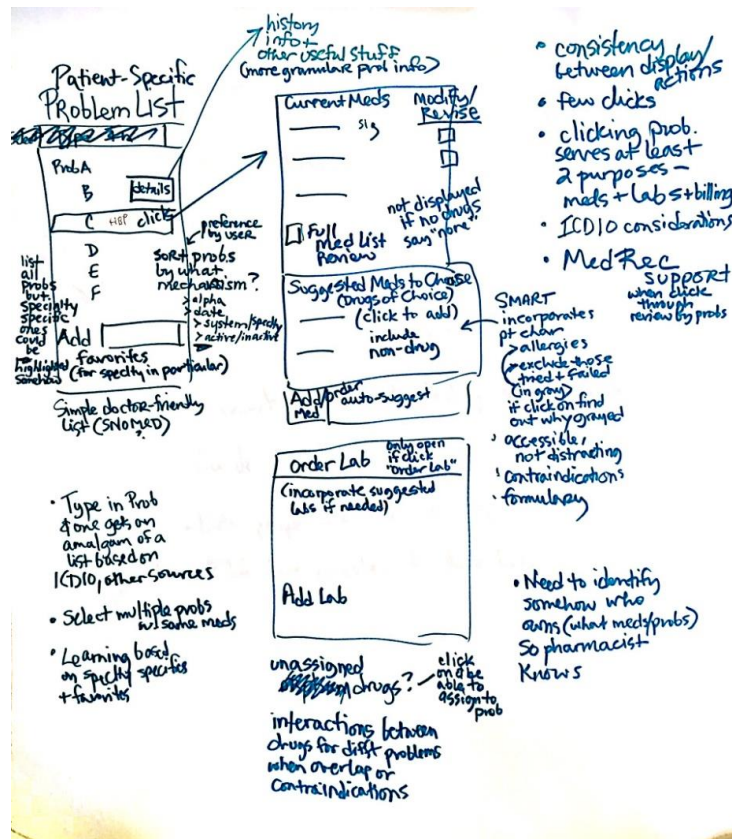 history
info +
other useful stuff
(more granular prob info)
Patient-Specific
Problem List
Prob A
B details
C HBP clicks
D
E
F
Add
favorites
(for speclty in particular)
list
all
probs
but
specialty
specific
ones
could
be
highlighted
somehow
preference
by user
sort probs
by what
mechanism?
> alpha
> date
> system/speclty
> active/inactive
Simple doctor-friendly
list (SNOMED)
?
Current Meds Modify/
Revise
sig
not displayed
if no drugs
say "none"
Full
Med List
Review
Suggested Meds to Choose
(Drugs of Choice)
(click to add)
include
non-drug
Add/order
Med
auto-suggest
order Lab
only open
if click
"order Lab"
(incorporate suggested
labs if needed)
Add Lab
unassigned
drugs?
click
on & be
able to
assign to
prob
interactions between
drugs for diff't problems
when overlap or
contraindications
• consistency
between display/
actions
• few clicks
• clicking prob.
serves at least
2 purposes –
meds + labs + billing
• ICD10 considerations
• Med Rec
support
when click
through
review by probs
SMART
incorporates
pt char
> allergies
exclude those
tried + failed
(in gray)
if click on find
out why grayed
• accessible,
not distracting
• contraindications
• formulary
• Type in Prob
& one gets an
amalgam of a
list based on
ICD10, other sources
• Select multiple probs
w/ same meds
• Learning based
on speclty specifics
+ favorites
• Need to identify
somehow who
owns (what meds/probs)
so pharmacist
knows